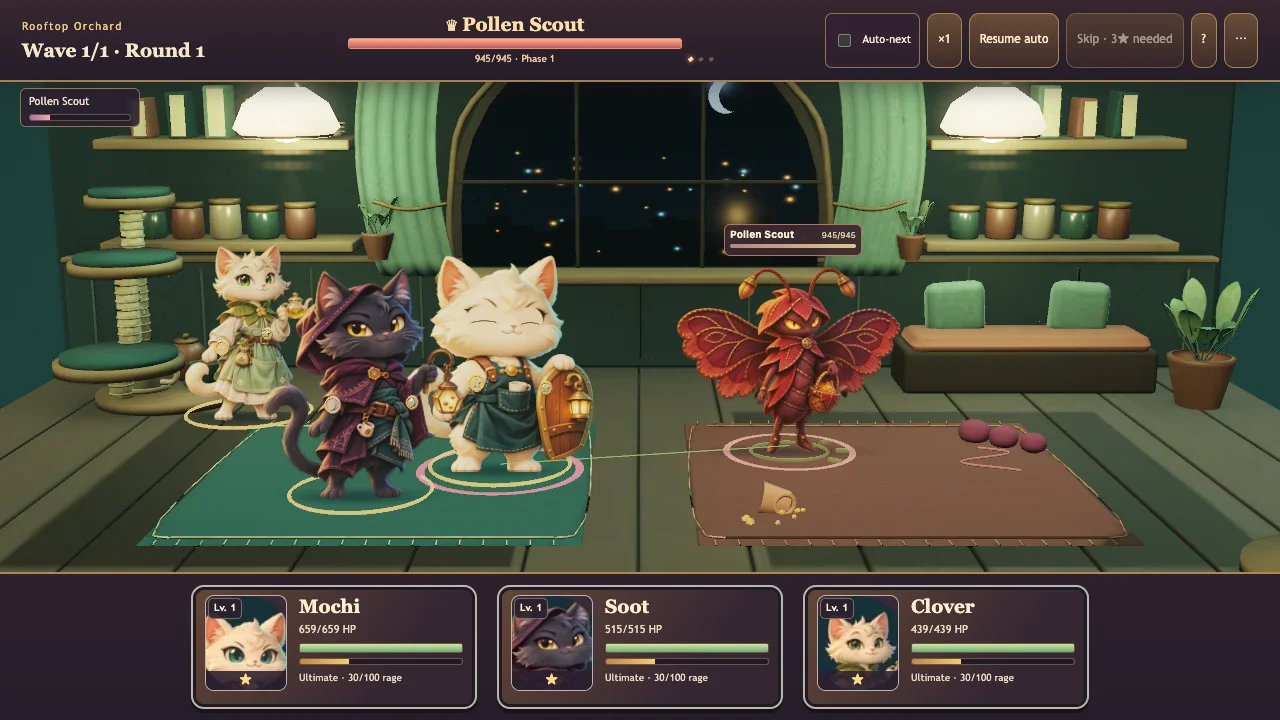 Rooftop Orchard
Wave 1/1 · Round 1
♛ Pollen Scout
945/945 · Phase 1
Auto-next
×1
Resume auto
Skip · 3★ needed
?
...
Pollen Scout
Pollen Scout 945/945
Lv. 1
Mochi
659/659 HP
Ultimate · 30/100 rage
Lv. 1
Soot
515/515 HP
Ultimate · 30/100 rage
Lv. 1
Clover
439/439 HP
Ultimate · 30/100 rage